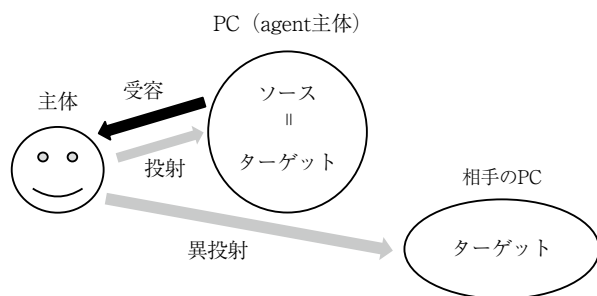 PC（agent主体）
主体
受容
ソース
＝
ターゲット
投射
相手のPC
ターゲット
異投射